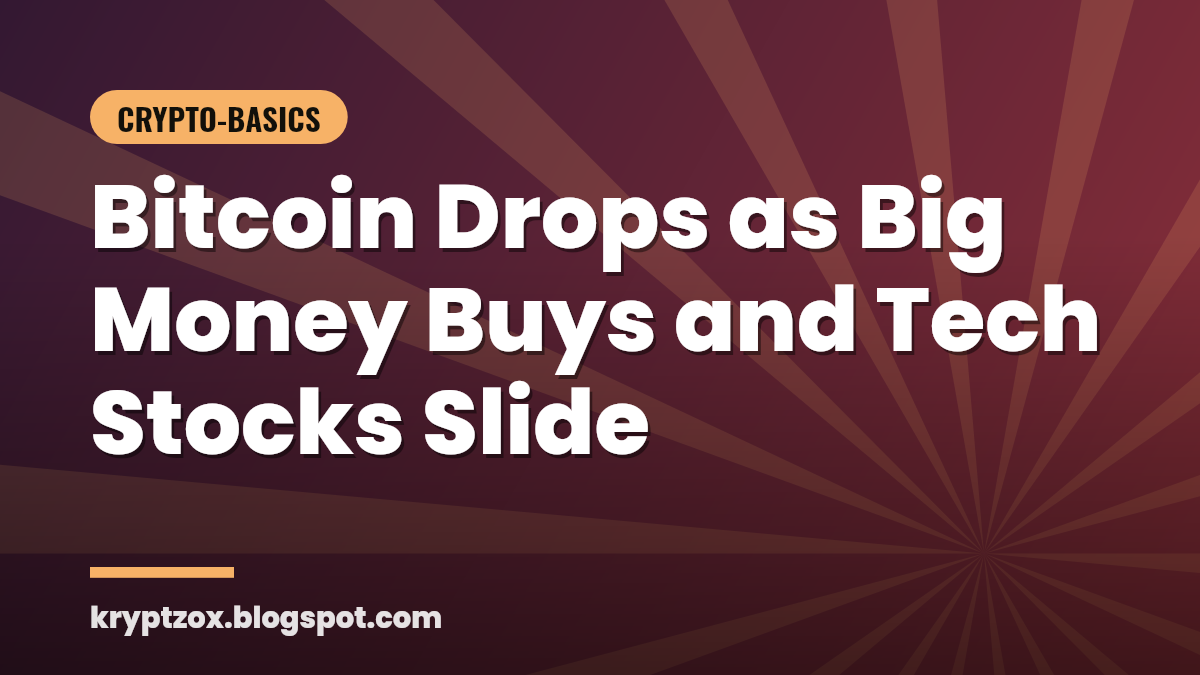 CRYPTO-BASICS
Bitcoin Drops as Big
Money Buys and Tech
Stocks Slide
kryptzox.blogspot.com